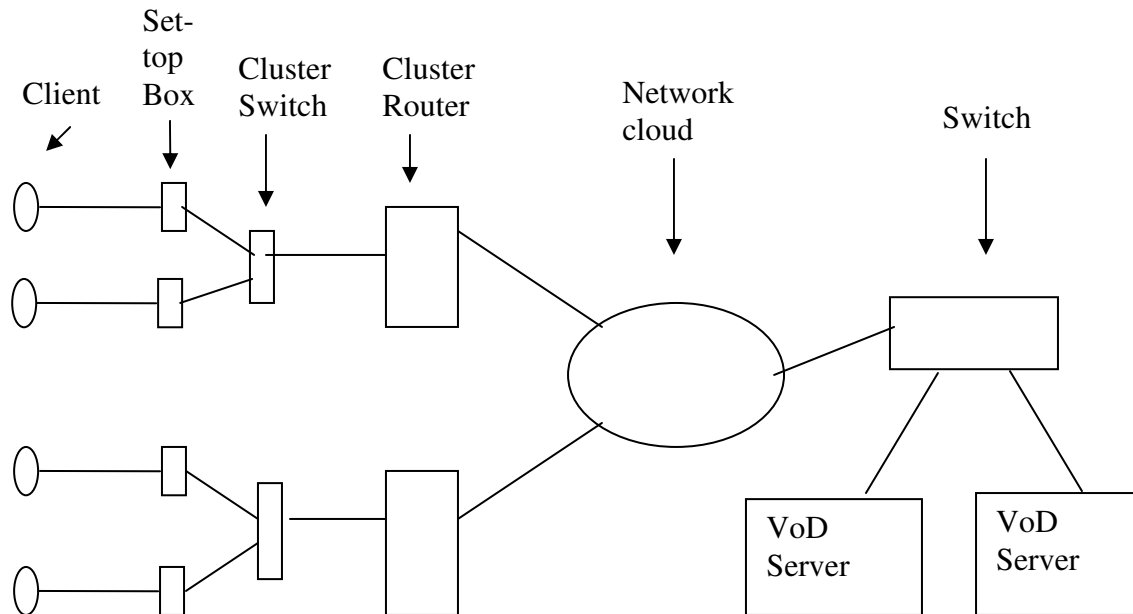 Client
Set-
top
Box
Cluster
Switch
Cluster
Router
Network
cloud
Switch
VoD
Server
VoD
Server